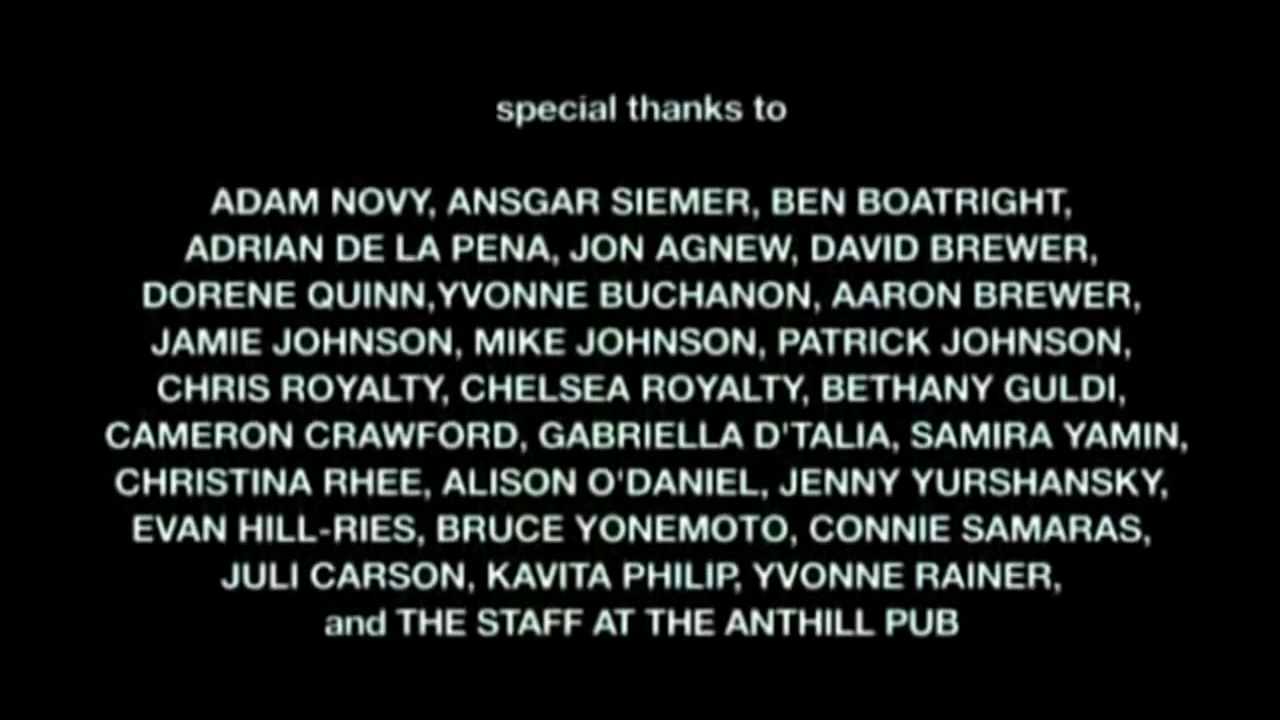 special thanks to
ADAM NOVY, ANSGAR SIEMER, BEN BOATRIGHT,
ADRIAN DE LA PENA, JON AGNEW, DAVID BREWER,
DORENE QUINN,YVONNE BUCHANON, AARON BREWER,
JAMIE JOHNSON, MIKE JOHNSON, PATRICK JOHNSON,
CHRIS ROYALTY, CHELSEA ROYALTY, BETHANY GULDI,
CAMERON CRAWFORD, GABRIELLA D'TALIA, SAMIRA YAMIN,
CHRISTINA RHEE, ALISON O'DANIEL, JENNY YURSHANSKY,
EVAN HILL-RIES, BRUCE YONEMOTO, CONNIE SAMARAS,
JULI CARSON, KAVITA PHILIP, YVONNE RAINER,
and THE STAFF AT THE ANTHILL PUB